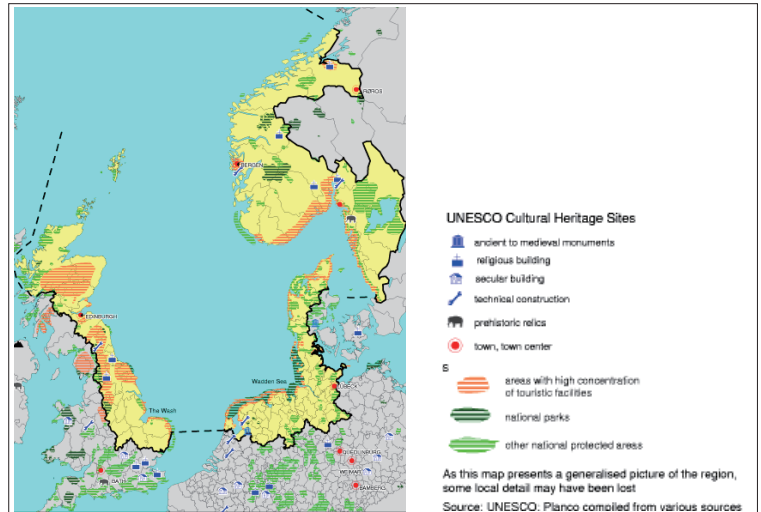 RØROS
BERGEN
EDINBURGH
Wadden Sea
The Wash
LÜBECK
QUEDLINBURG
WEIMAR
BAMBERG
BATH
UNESCO Cultural Heritage Sites
ancient to medieval monuments
religious building
secular building
technical construction
prehistoric relics
town, town center
s
areas with high concentration
of touristic facilities
national parks
other national protected areas
As this map presents a generalised picture of the region,
some local detail may have been lost
Source: UNESCO; Planco compiled from various sources